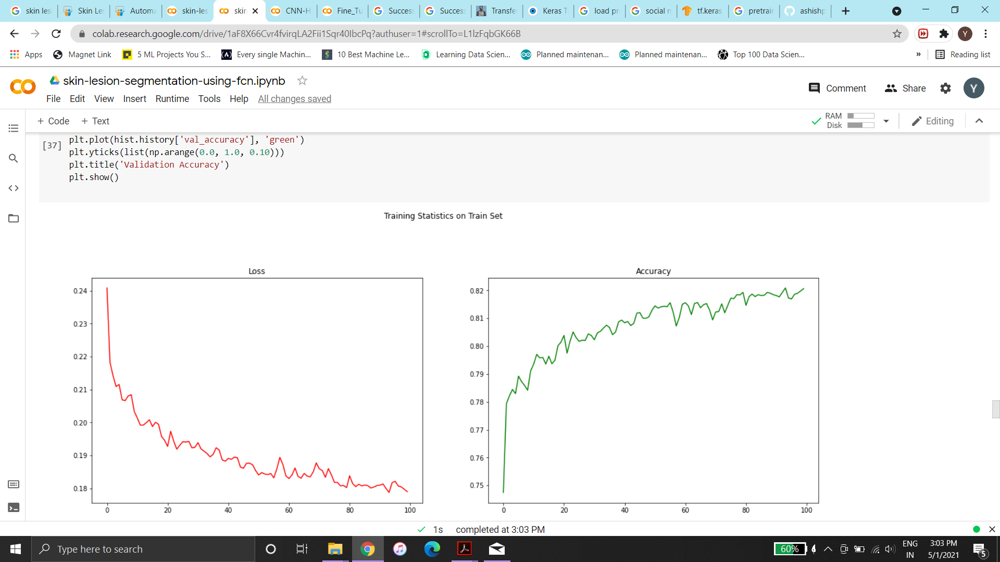 skin les
Skin Le
Automa
skin-les
skin
CNN-H
Fine_Tu
Success
Success
Transfe
Keras T
load pr
social n
tf.keras.
pretrair
ashishp
colab.research.google.com/drive/1aF8X66Cvr4fvirqLA2Fii1Sqr40IbcPq?authuser=1#scrollTo=L1lzFqbGK66B
Y
Apps
Magnet Link
5 ML Projects You S...
Every single Machin...
10 Best Machine Le...
Learning Data Scien...
Planned maintenan...
Planned maintenan...
Top 100 Data Scien...
»
Reading list
skin-lesion-segmentation-using-fcn.ipynb
Comment
Share
Y
File Edit View Insert Runtime Tools Help All changes saved
+ Code + Text
RAM
Disk
Editing
[37]
plt.plot(hist.history['val_accuracy'], 'green')
plt.yticks(list(np.arange(0.0, 1.0, 0.10)))
plt.title('Validation Accuracy')
plt.show()
Training Statistics on Train Set
Loss
0.24
0.23
0.22
0.21
0.20
0.19
0.18
0 20 40 60 80 100
Accuracy
0.82
0.81
0.80
0.79
0.78
0.77
0.76
0.75
0 20 40 60 80 100
1s completed at 3:03 PM
Type here to search
60%
ENG
IN
3:03 PM
5/1/2021
5